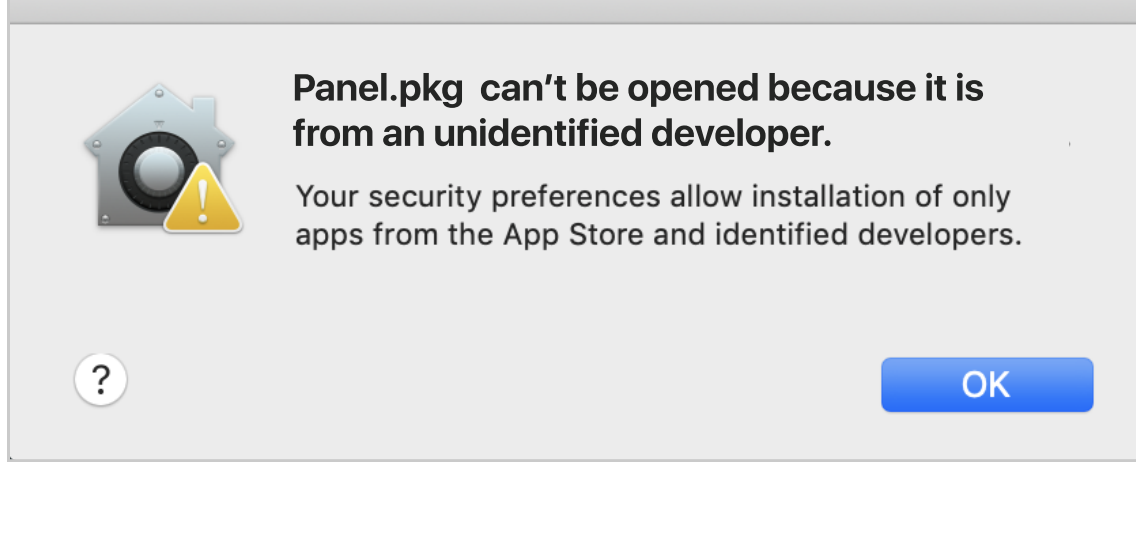 Panel.pkg  can’t be opened because it is
from an unidentified developer.
Your security preferences allow installation of only
apps from the App Store and identified developers.
?
OK